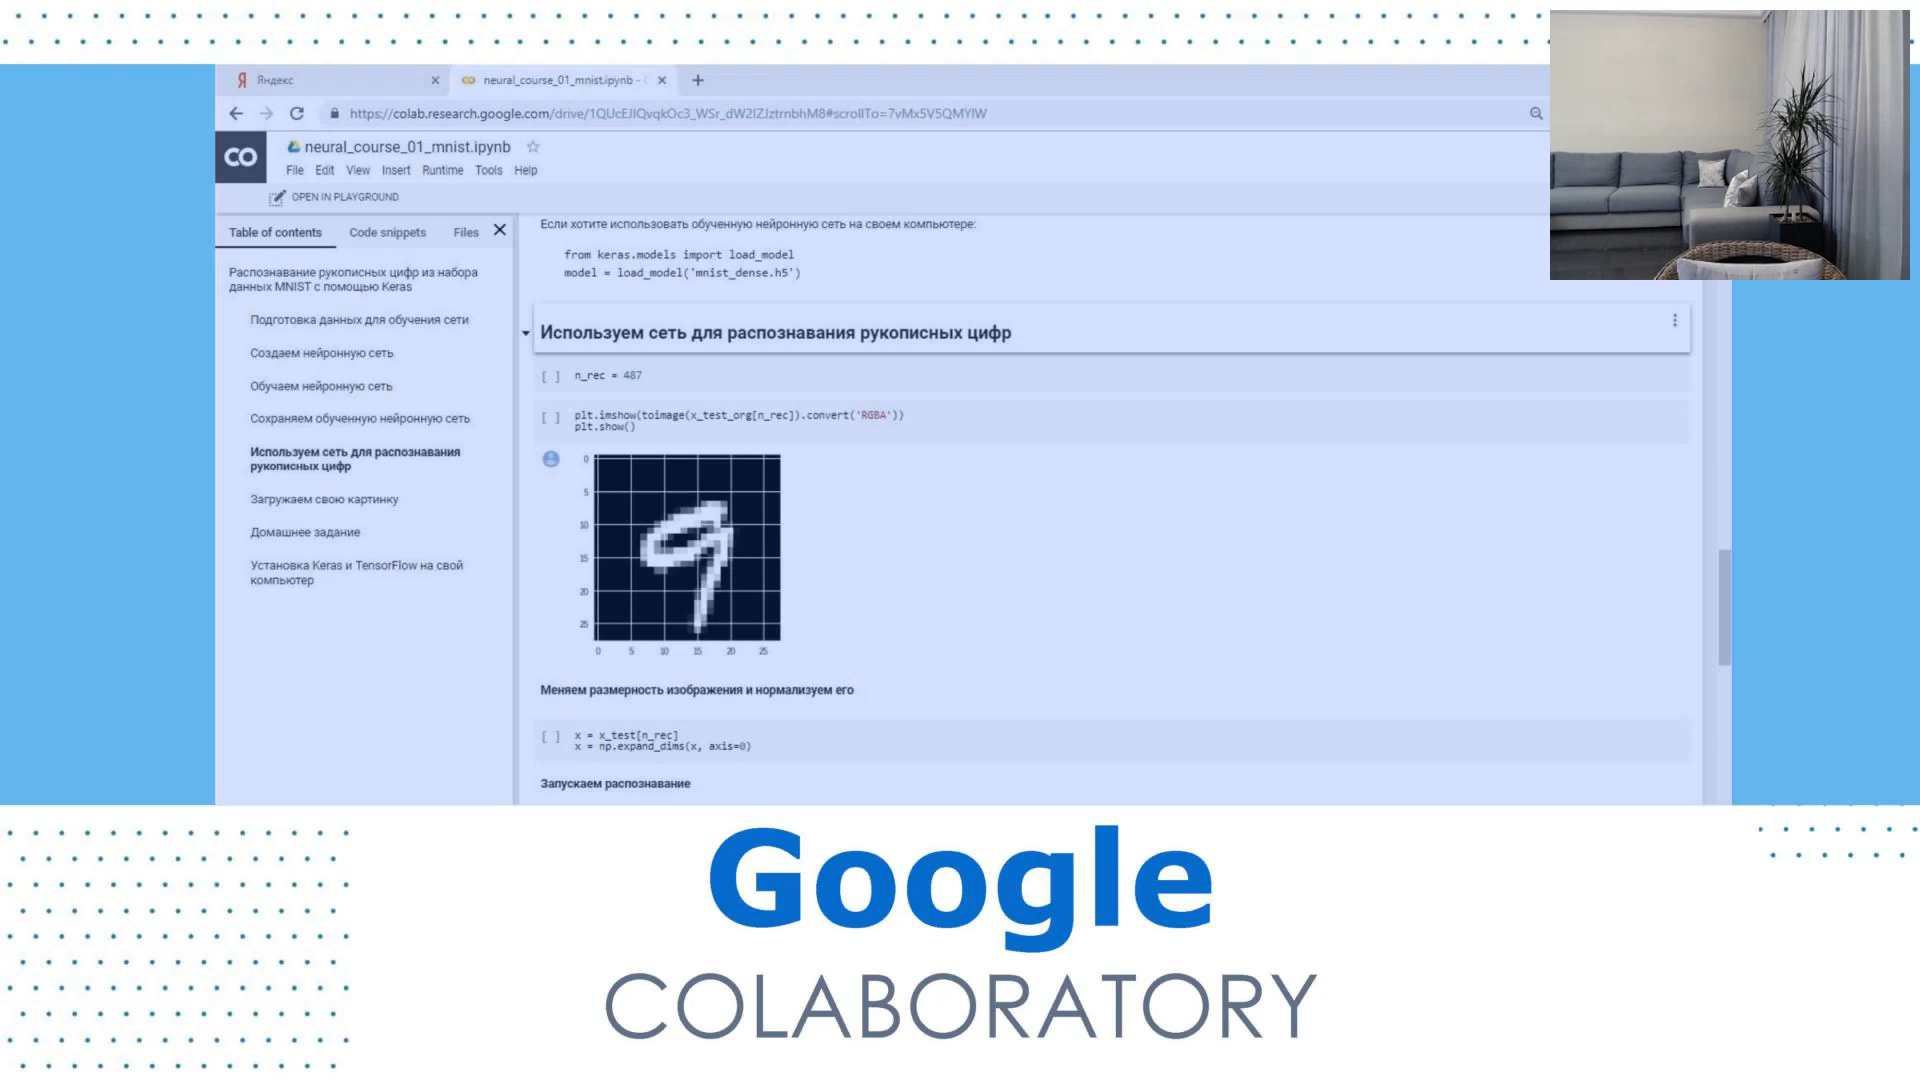 Яндекс
neural_course_01_mnist.ipynb -
https://colab.research.google.com/drive/1QUcEJIQvqkOc3_WSr_dW2IZJztrnbhM8#scrollTo=7vMx5V5QMYIW
CO
neural_course_01_mnist.ipynb
File Edit View Insert Runtime Tools Help
OPEN IN PLAYGROUND
Table of contents Code snippets Files
Распознавание рукописных цифр из набора
данных MNIST с помощью Keras
Подготовка данных для обучения сети
Создаем нейронную сеть
Обучаем нейронную сеть
Сохраняем обученную нейронную сеть
Используем сеть для распознавания
рукописных цифр
Загружаем свою картинку
Домашнее задание
Установка Keras и TensorFlow на свой
компьютер
Если хотите использовать обученную нейронную сеть на своем компьютере:
from keras.models import load_model
model = load_model('mnist_dense.h5')
Используем сеть для распознавания рукописных цифр
[ ] n_rec = 487
[ ] plt.imshow(toimage(x_test_org[n_rec]).convert('RGBA'))
plt.show()
0
5
10
15
20
25
0 5 10 15 20 25
Меняем размерность изображения и нормализуем его
[ ] x = x_test[n_rec]
x = np.expand_dims(x, axis=0)
Запускаем распознавание
Google
COLABORATORY